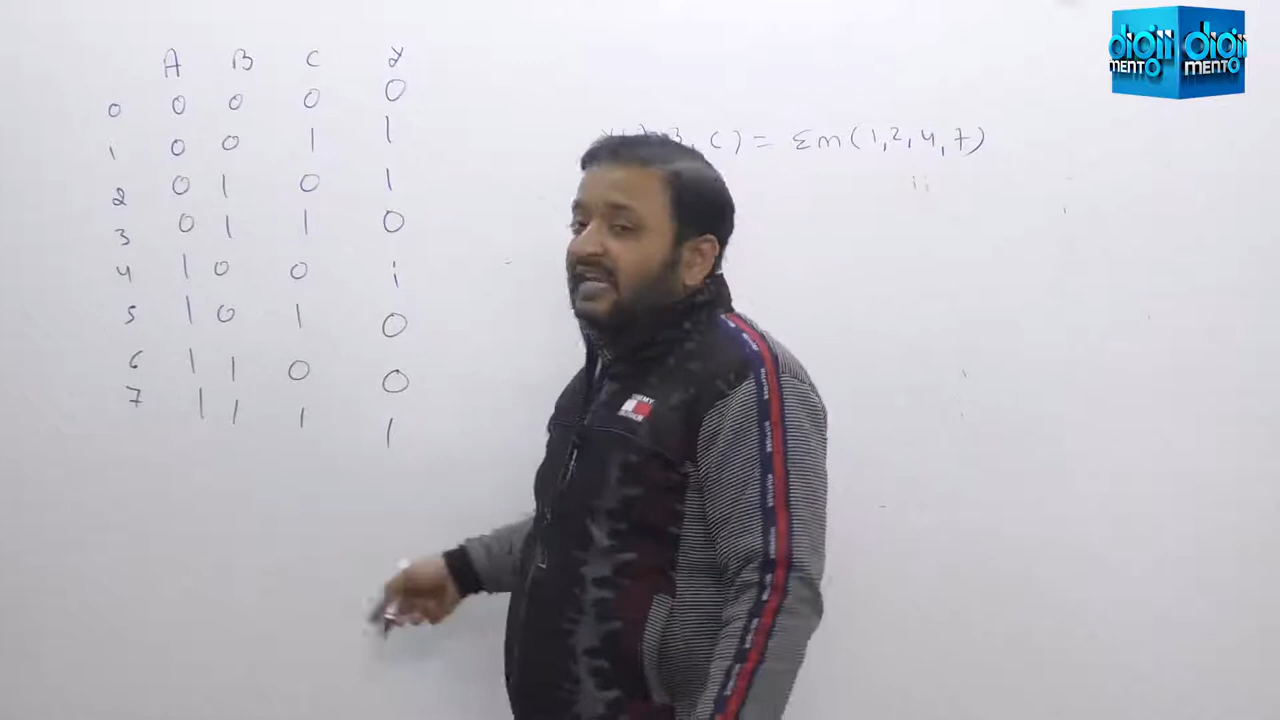 A B C Y
0 0 0 0 0
1 0 0 1 1
2 0 1 0 1
3 0 1 1 0
4 1 0 0 1
5 1 0 1 0
6 1 1 0 0
7 1 1 1 1
, C) = Σm(1,2,4,7)
digii MENTO
digii MENTO
TOMMY